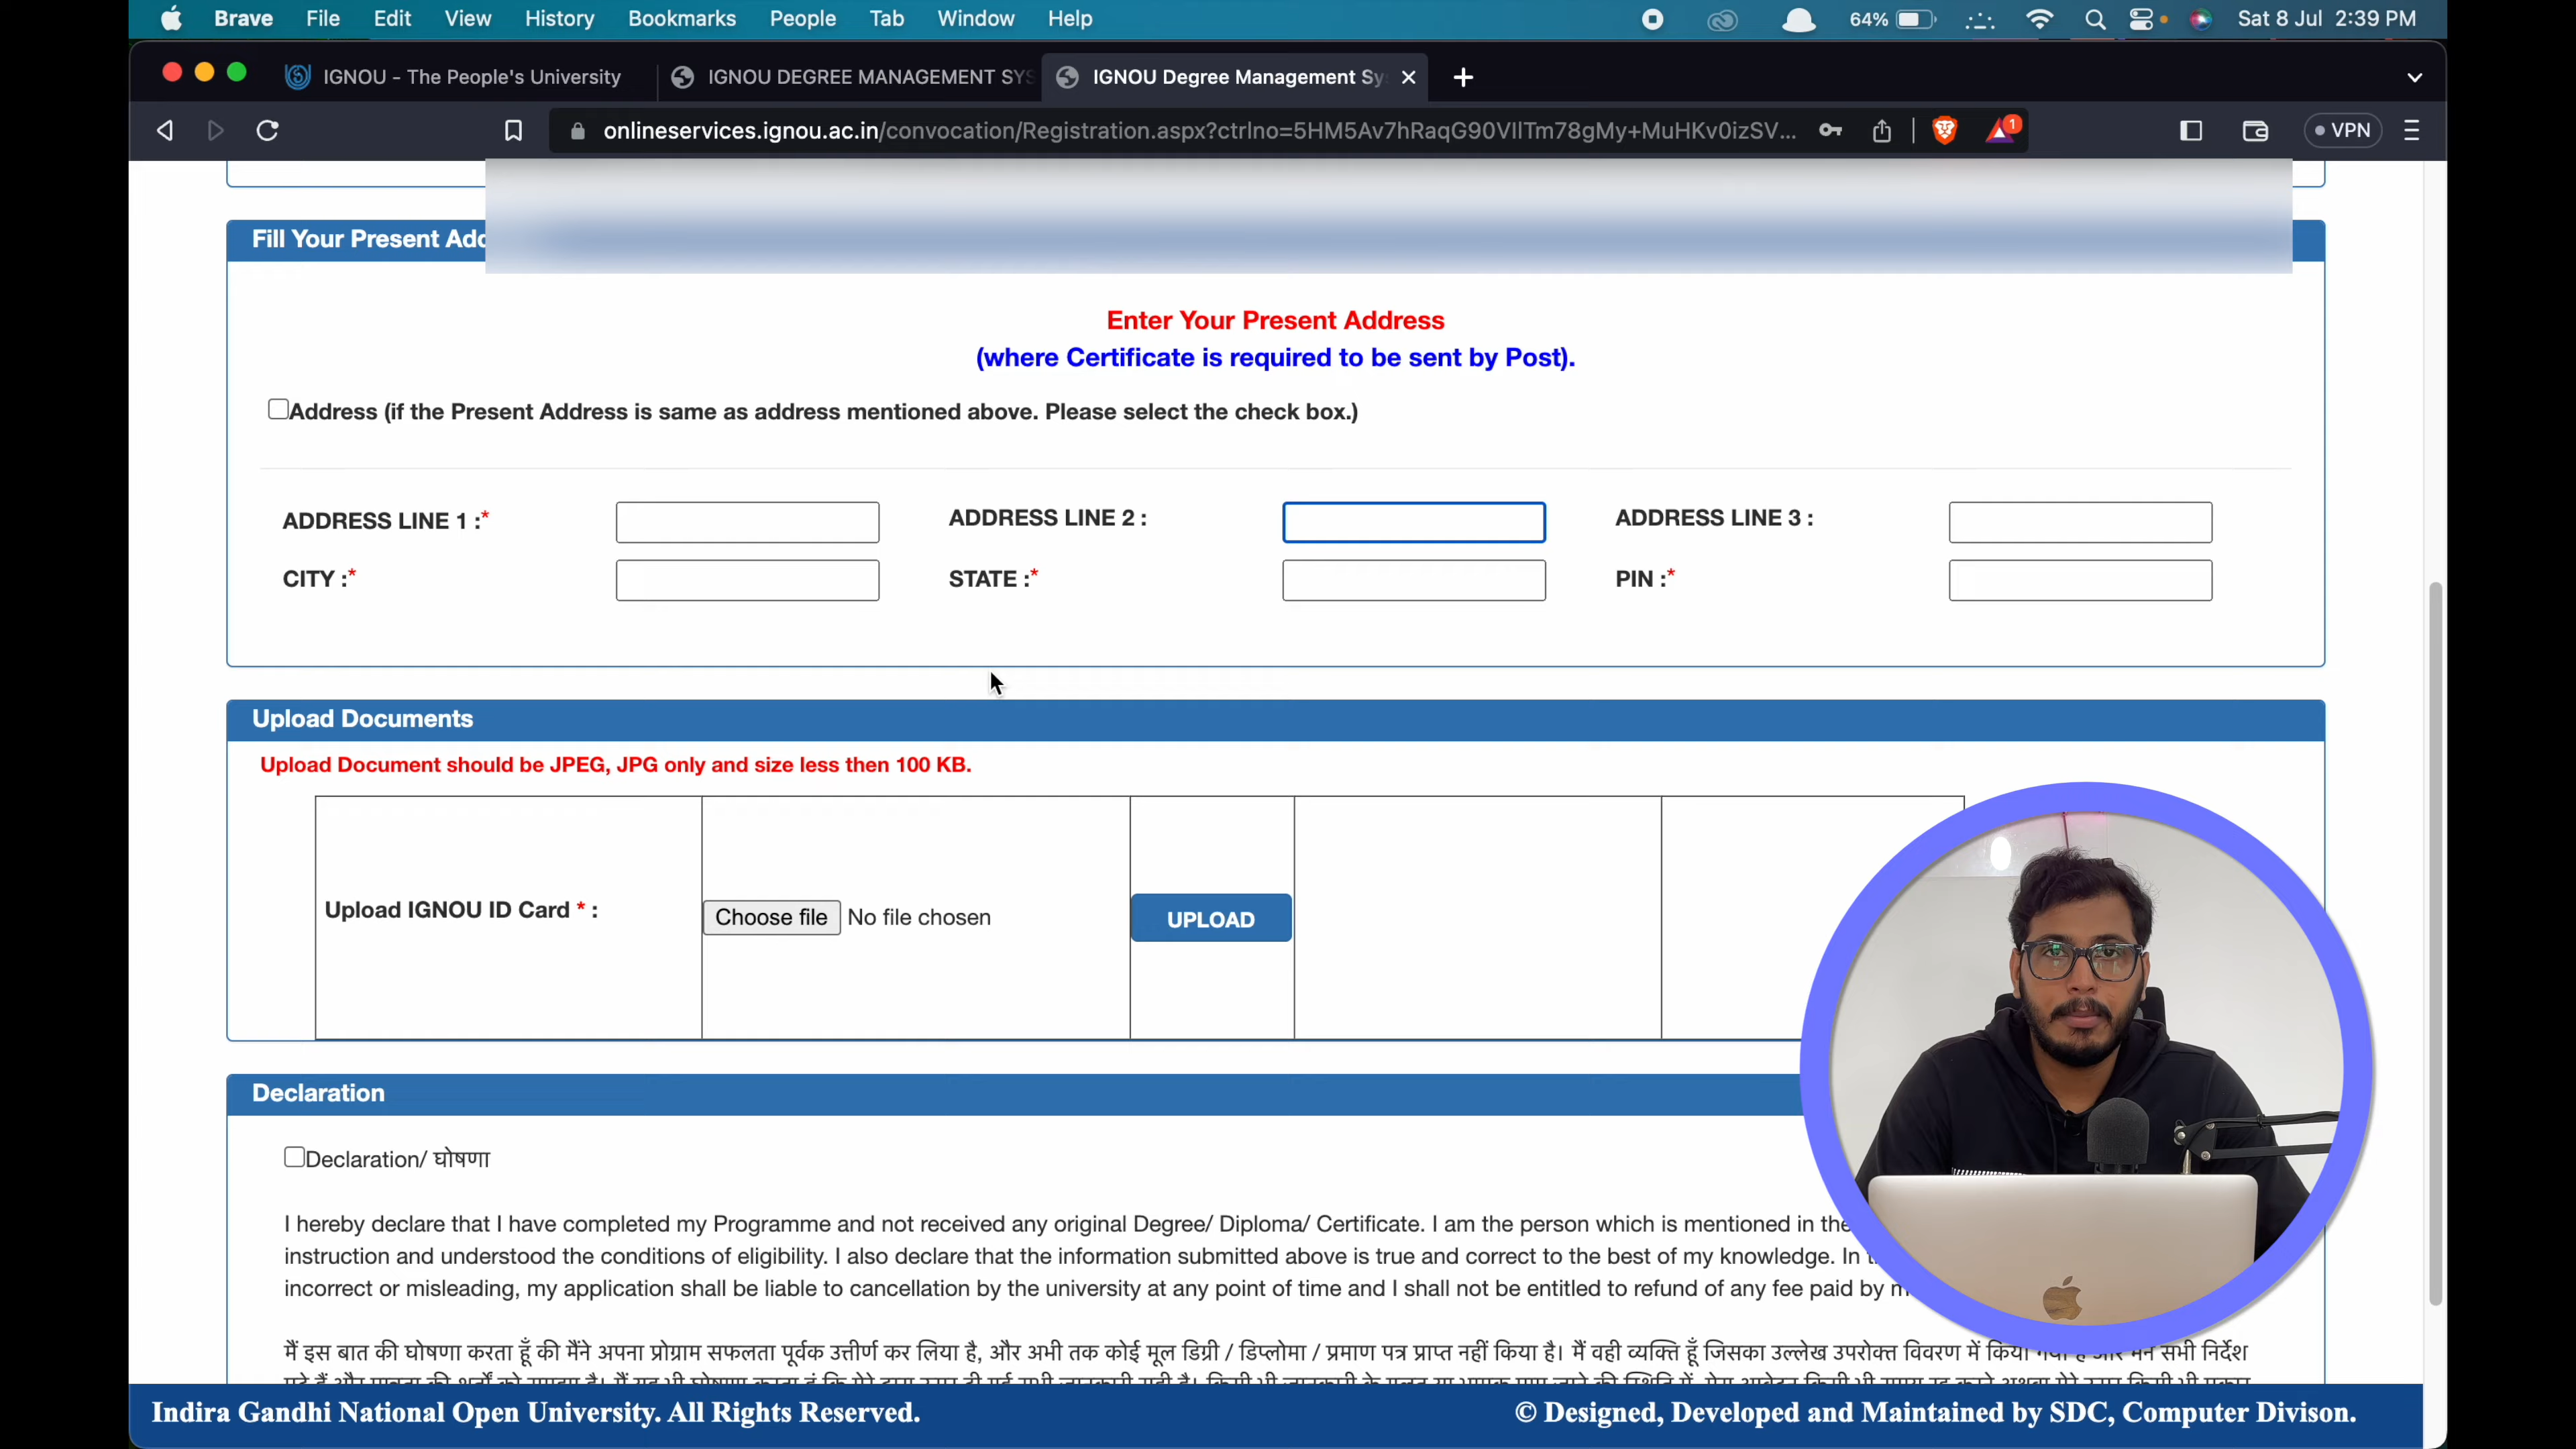 Brave File Edit View History Bookmarks People Tab Window Help 64% Sat 8 Jul 2:39 PM
IGNOU - The People's University IGNOU DEGREE MANAGEMENT SYS IGNOU Degree Management Sy
onlineservices.ignou.ac.in/convocation/Registration.aspx?ctrlno=5HM5Av7hRaqG90VIlTm78gMy+MuHKv0izSV... 1 VPN
Fill Your Present Add
Enter Your Present Address
(where Certificate is required to be sent by Post).
Address (if the Present Address is same as address mentioned above. Please select the check box.)
ADDRESS LINE 1 :* ADDRESS LINE 2 : ADDRESS LINE 3 :
CITY :* STATE :* PIN :*
Upload Documents
Upload Document should be JPEG, JPG only and size less then 100 KB.
Upload IGNOU ID Card * : Choose file No file chosen UPLOAD
Declaration
Declaration/ घोषणा
I hereby declare that I have completed my Programme and not received any original Degree/ Diploma/ Certificate. I am the person which is mentioned in the
instruction and understood the conditions of eligibility. I also declare that the information submitted above is true and correct to the best of my knowledge. In
incorrect or misleading, my application shall be liable to cancellation by the university at any point of time and I shall not be entitled to refund of any fee paid by
मैं इस बात की घोषणा करता हूँ की मैंने अपना प्रोग्राम सफलता पूर्वक उत्तीर्ण कर लिया है, और अभी तक कोई मूल डिग्री / डिप्लोमा / प्रमाण पत्र प्राप्त नहीं किया है। मैं वही व्यक्ति हूँ जिसका उल्लेख उपरोक्त विवरण में किया गया है और मैंने सभी निर्देश
Indira Gandhi National Open University. All Rights Reserved. © Designed, Developed and Maintained by SDC, Computer Divison.